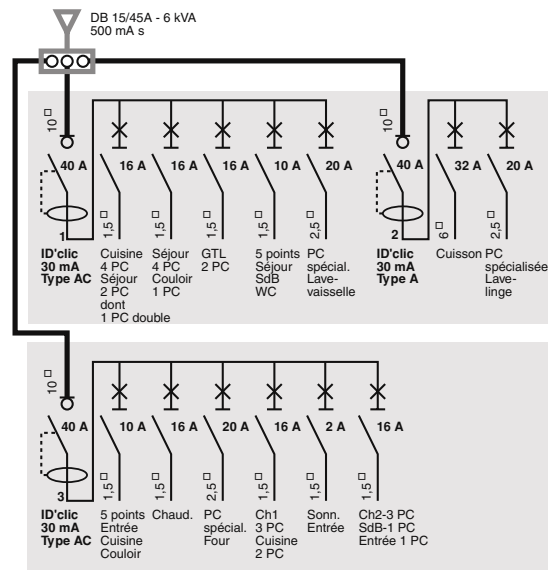 DB 15/45A - 6 kVA
500 mA s
10 □
10 □
40 A
16 A
16 A
16 A
10 A
20 A
40 A
32 A
20 A
1,5 □
1,5 □
1,5 □
1,5 □
2,5 □
6 □
2,5 □
1
2
ID'clic
30 mA
Type AC
Cuisine
4 PC
Séjour
2 PC
dont
1 PC double
Séjour
4 PC
Couloir
1 PC
GTL
2 PC
5 points
Séjour
SdB
WC
PC
spécial.
Lave-
vaisselle
ID'clic
30 mA
Type A
Cuisson
PC
spécialisée
Lave-
linge
10 □
40 A
10 A
16 A
20 A
16 A
2 A
16 A
1,5 □
1,5 □
2,5 □
1,5 □
1,5 □
1,5 □
3
ID'clic
30 mA
Type AC
5 points
Entrée
Cuisine
Couloir
Chaud.
PC
spécial.
Four
Ch1
3 PC
Cuisine
2 PC
Sonn.
Entrée
Ch2-3 PC
SdB-1 PC
Entrée 1 PC